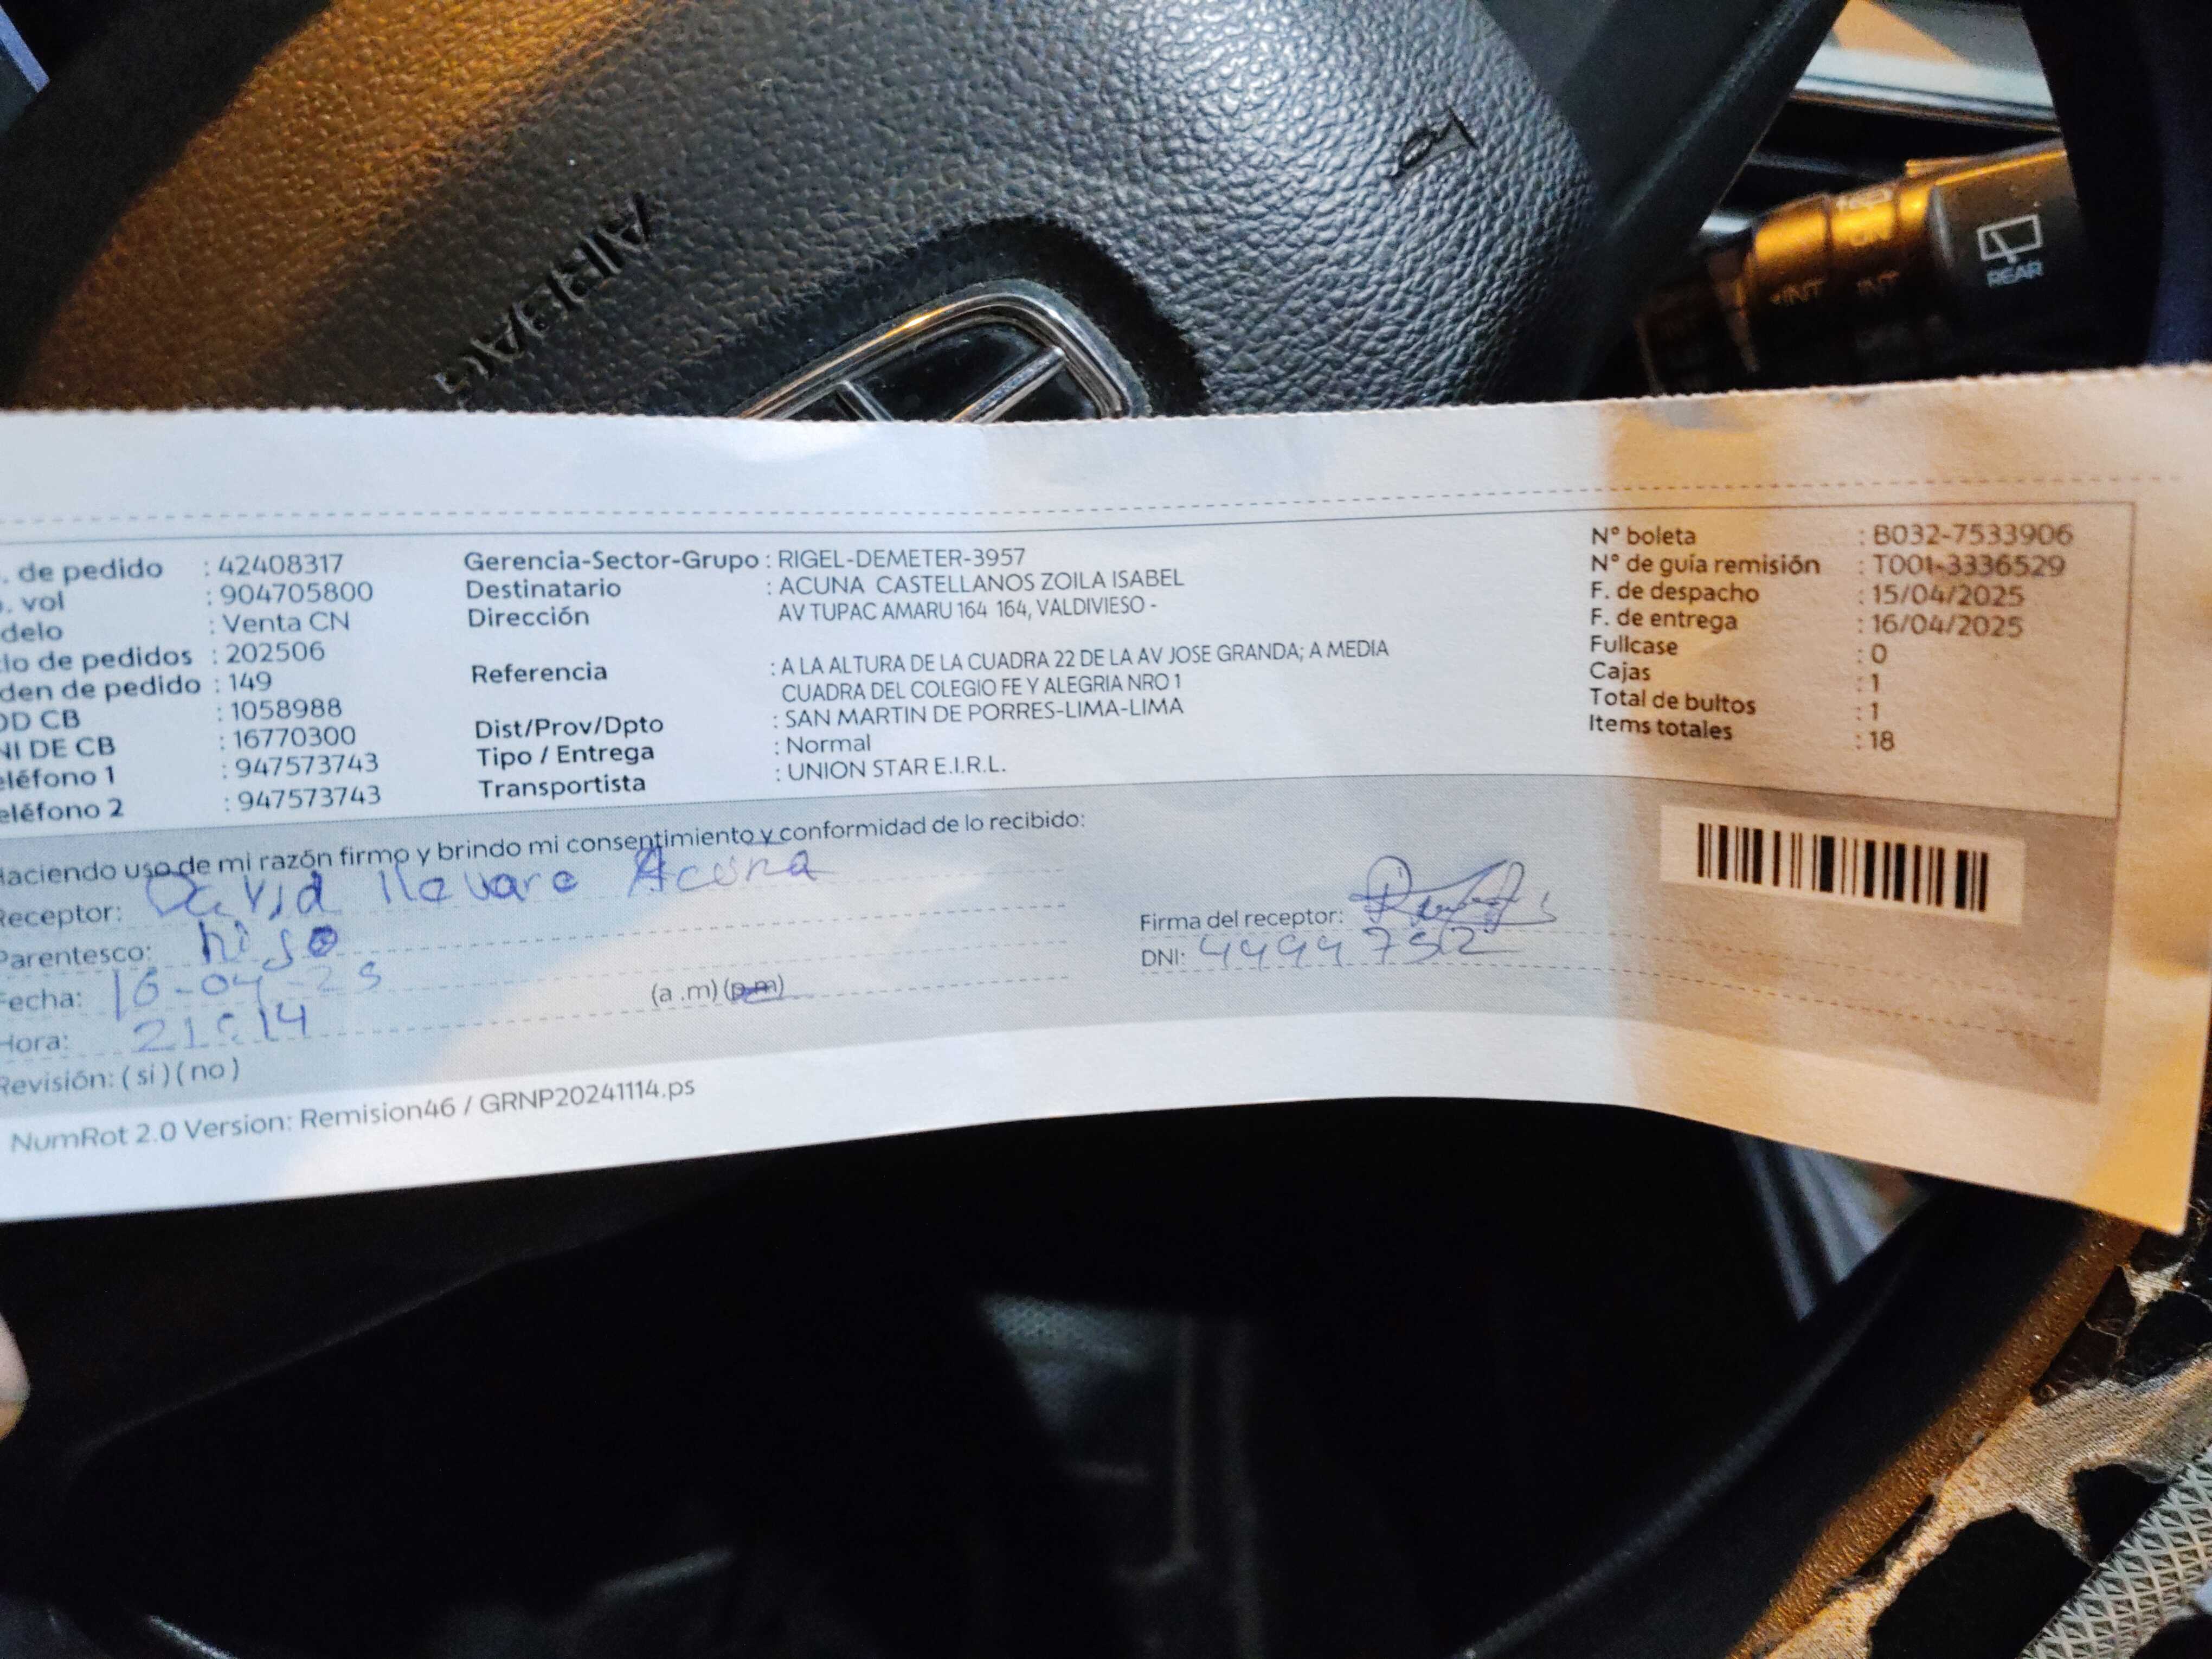 AIRBAG
INT
INT
REAR
. de pedido : 42408317
. vol : 904705800
delo : Venta CN
lo de pedidos : 202506
den de pedido : 149
OD CB : 1058988
NI DE CB : 16770300
eléfono 1 : 947573743
eléfono 2 : 947573743
Gerencia-Sector-Grupo : RIGEL-DEMETER-3957
Destinatario : ACUNA CASTELLANOS ZOILA ISABEL
Dirección AV TUPAC AMARU 164 164, VALDIVIESO -
Referencia : A LA ALTURA DE LA CUADRA 22 DE LA AV JOSE GRANDA; A MEDIA
CUADRA DEL COLEGIO FE Y ALEGRIA NRO 1
Dist/Prov/Dpto : SAN MARTIN DE PORRES-LIMA-LIMA
Tipo / Entrega : Normal
Transportista : UNION STAR E.I.R.L.
N° boleta : B032-7533906
N° de guía remisión : T001-3336529
F. de despacho : 15/04/2025
F. de entrega : 16/04/2025
Fullcase : 0
Cajas : 1
Total de bultos : 1
Items totales : 18
Haciendo uso de mi razón firmo y brindo mi consentimiento y conformidad de lo recibido:
Receptor: David Acuña
Parentesco: hijo
Fecha: 16-04-25
Hora: 21:14 (a .m) (p.m)
Revisión: ( si ) ( no )
Firma del receptor:
DNI:
NumRot 2.0 Version: Remision46 / GRNP20241114.ps